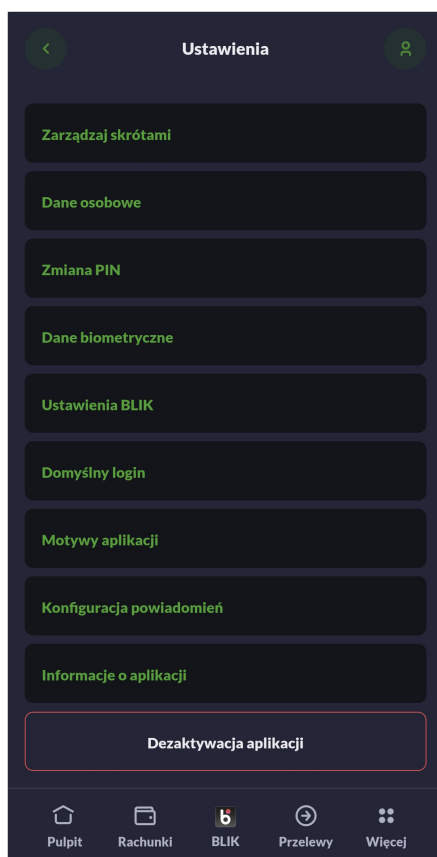 Ustawienia
Zarządzaj skrótami
Dane osobowe
Zmiana PIN
Dane biometryczne
Ustawienia BLIK
Domyślny login
Motywy aplikacji
Konfiguracja powiadomień
Informacje o aplikacji
Dezaktywacja aplikacji
Pulpit Rachunki BLIK Przelewy Więcej